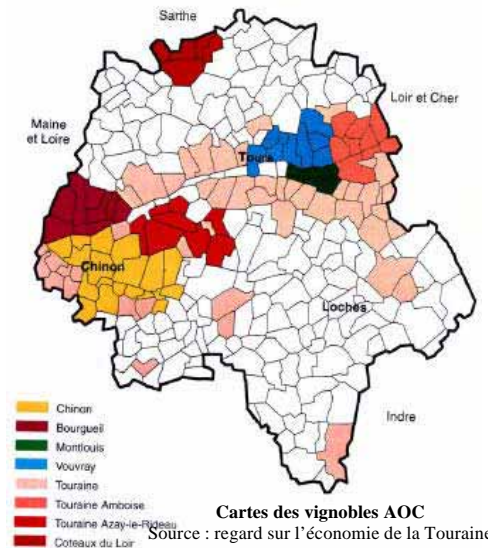 Sarthe
Loir et Cher
Maine
et Loire
Tours
Chinon
Loches
Indre
Chinon
Bourgueil
Montlouis
Vouvray
Touraine
Touraine Amboise
Touraine Azay-le-Rideau
Coteaux du Loir
Cartes des vignobles AOC
Source : regard sur l'économie de la Touraine